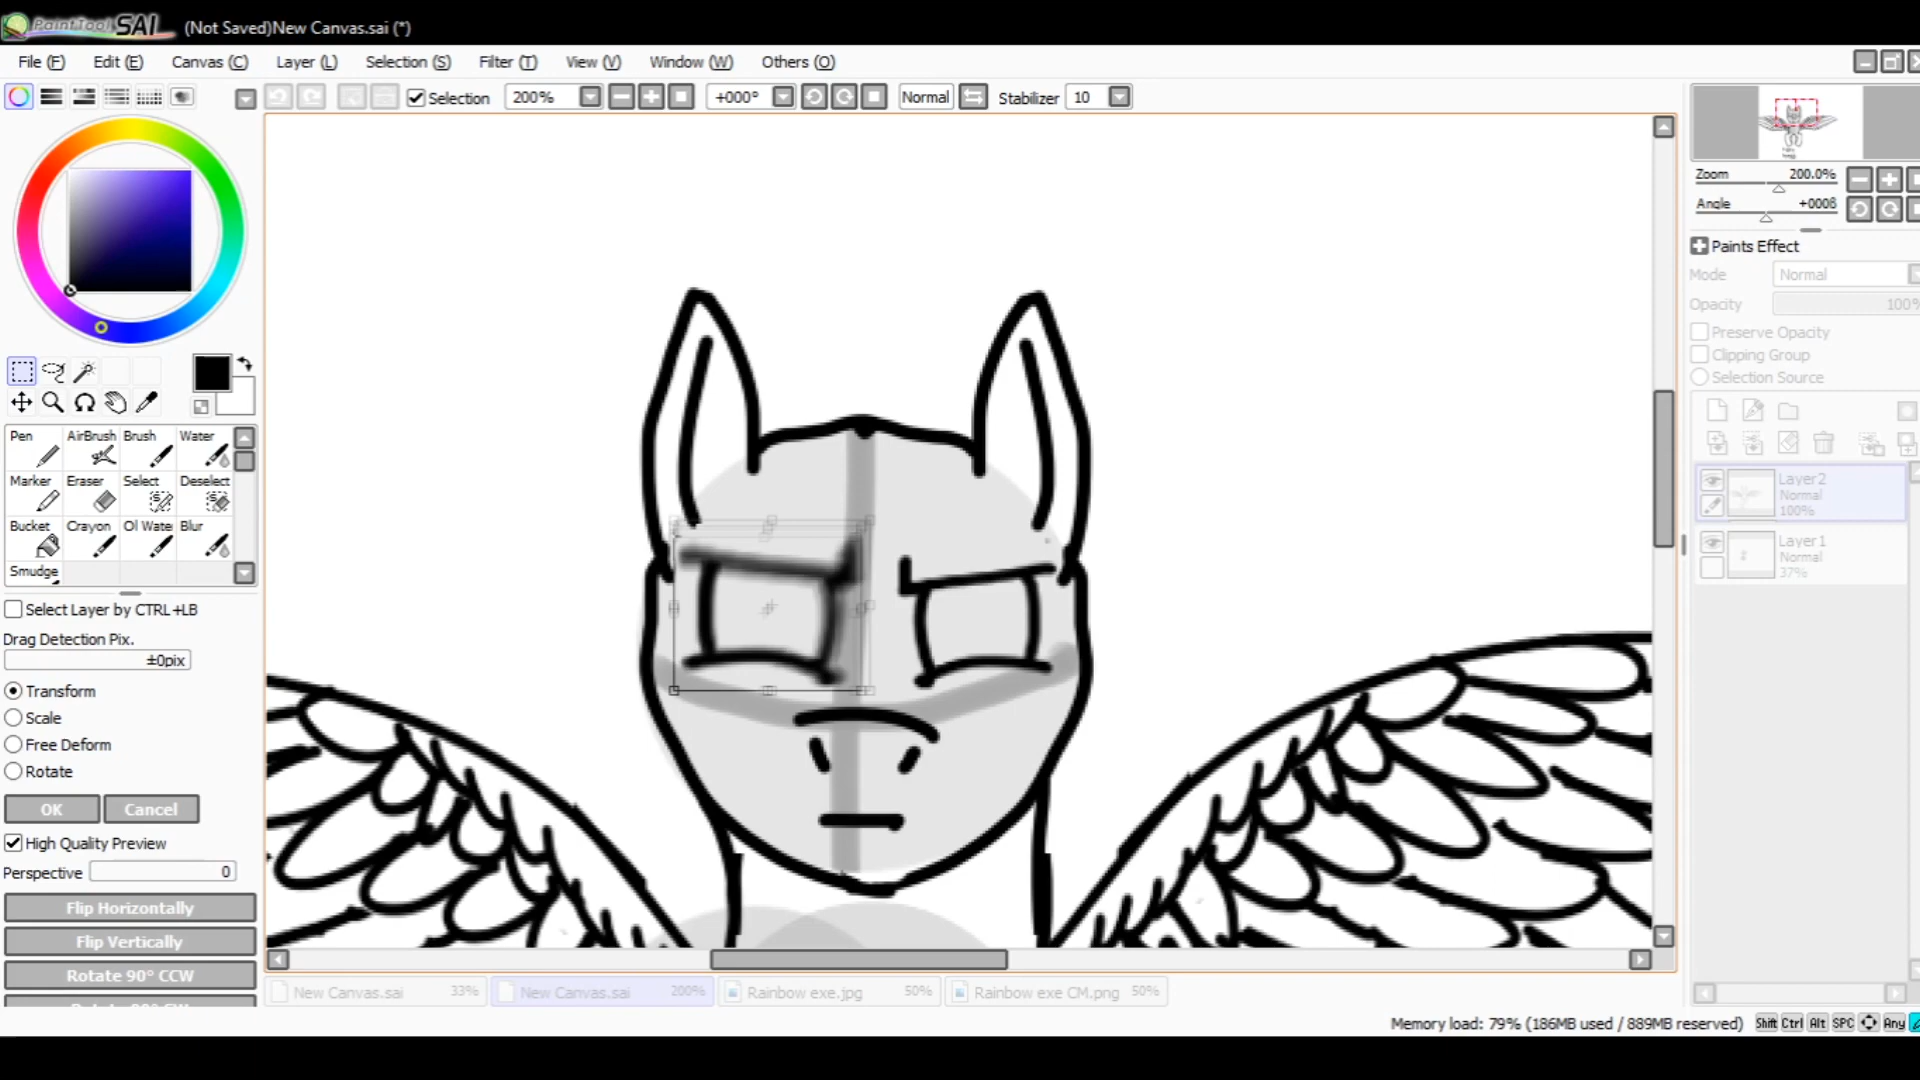 PaintTool SAI (Not Saved)New Canvas.sai (*)
File (F) Edit (E) Canvas (C) Layer (L) Selection (S) Filter (T) View (V) Window (W) Others (O)
Selection 200% +000° Normal Stabilizer 10
Zoom 200.0%
Angle
Paints Effect
Mode Normal
Opacity 100%
Preserve Opacity
Clipping Group
Selection Source
Pen AirBrush Brush Water
Marker Eraser Select Deselect
Bucket Crayon Oil Wate Blur
Smudge
Layer2
Normal
100%
Layer1
Normal
37%
Select Layer by CTRL+LB
Drag Detection Pix.
±0pix
Transform
Scale
Free Deform
Rotate
OK Cancel
High Quality Preview
Perspective 0
Flip Horizontally
Flip Vertically
Rotate 90° CCW
New Canvas.sai 33% New Canvas.sai 200% Rainbow exe.jpg 50% Rainbow exe CM.png 50%
Memory load: 79% (186MB used / 889MB reserved) Shift Ctrl Alt SPC Any